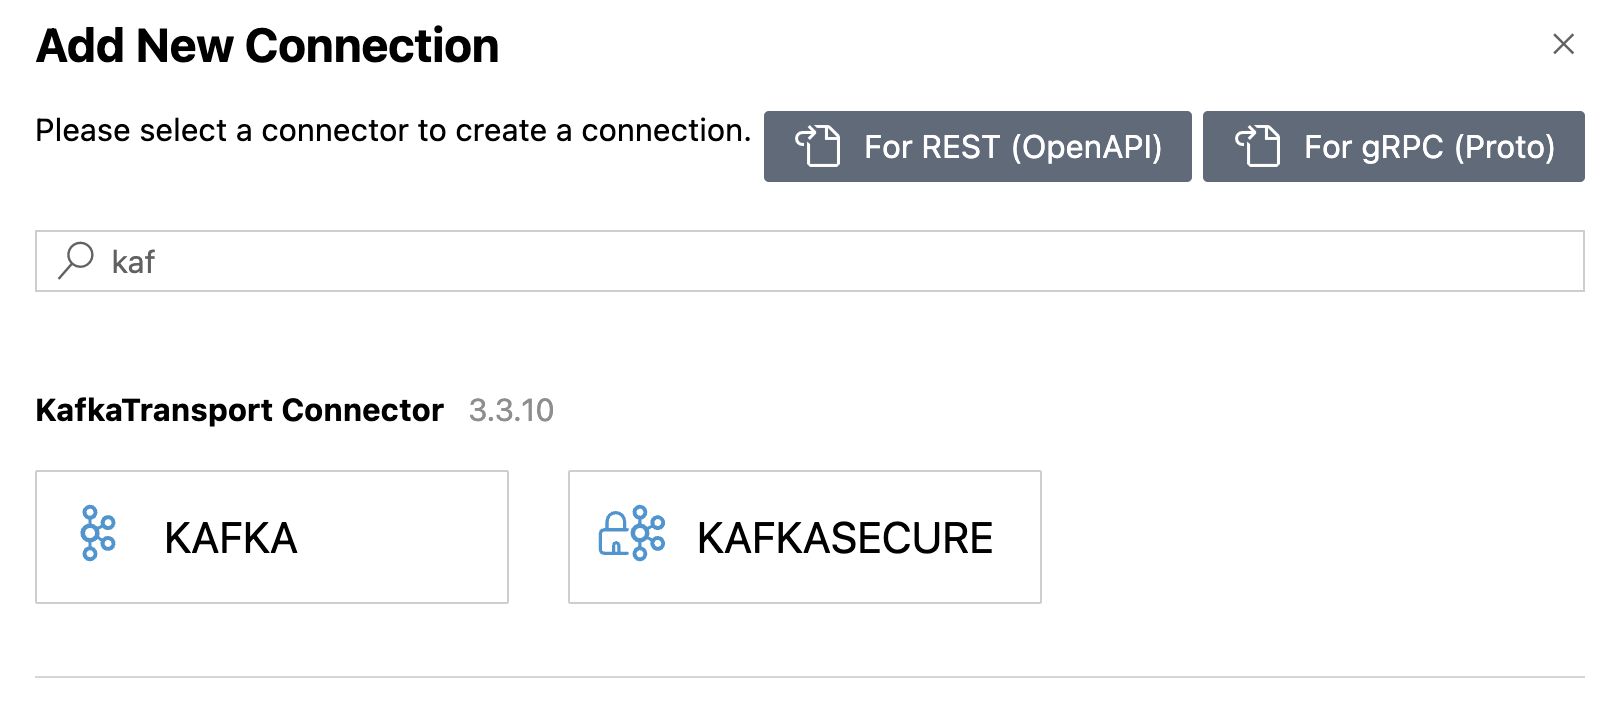 Add New Connection
Please select a connector to create a connection.
For REST (OpenAPI)
For gRPC (Proto)
kaf
KafkaTransport Connector 3.3.10
KAFKA
KAFKASECURE